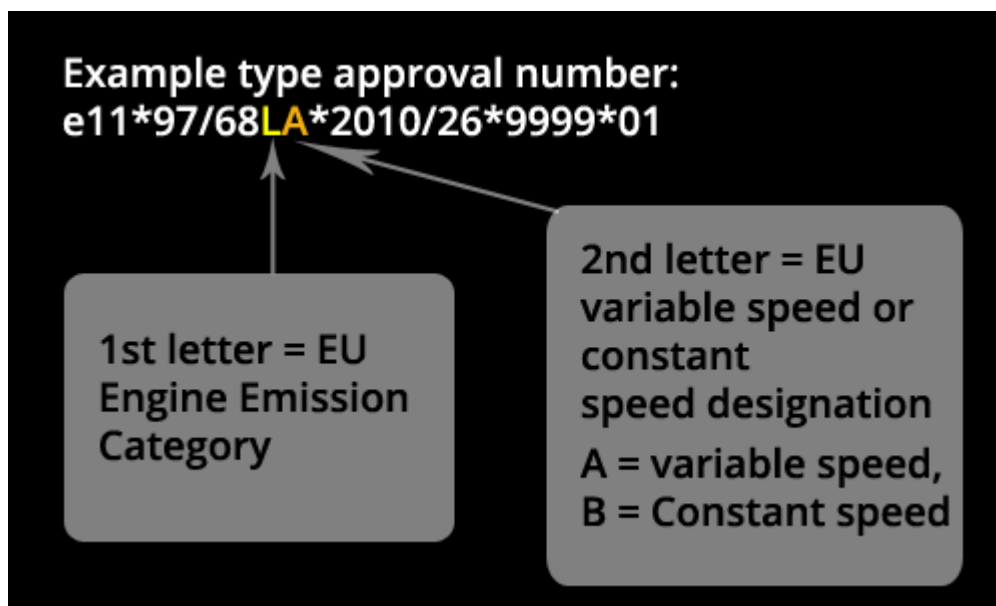 Example type approval number:
e11*97/68LA*2010/26*9999*01
1st letter = EU
Engine Emission
Category
2nd letter = EU
variable speed or
constant
speed designation
A = variable speed,
B = Constant speed